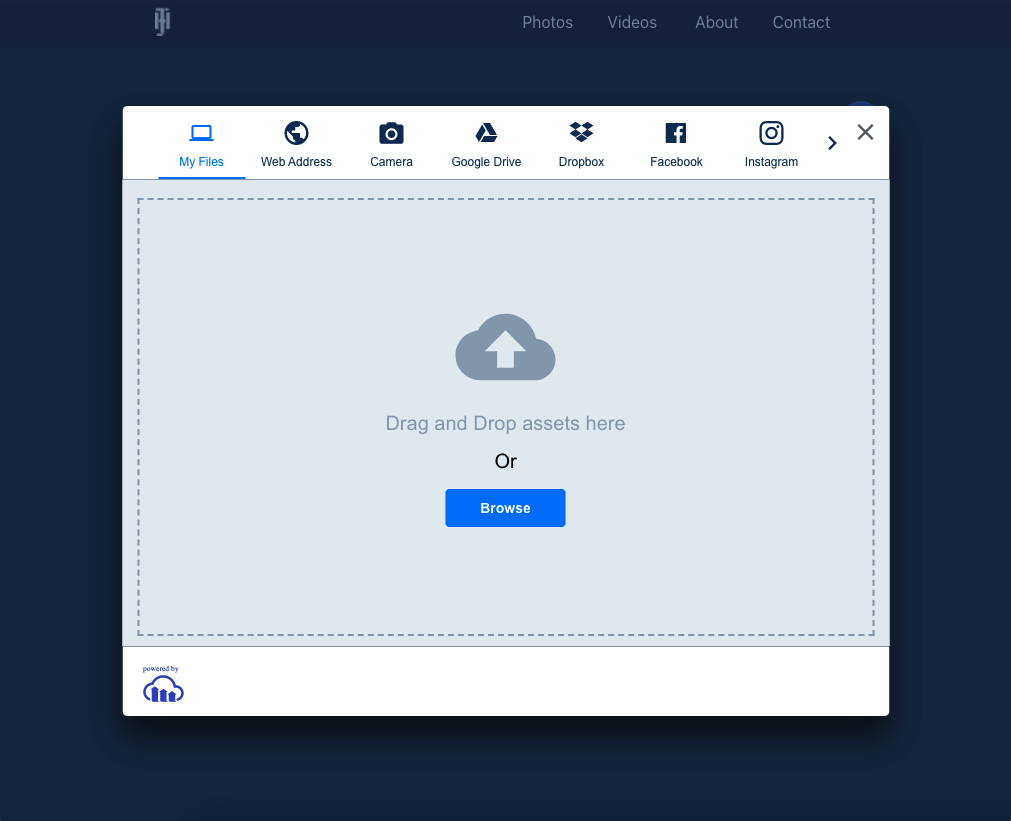 Photos Videos About Contact
My Files Web Address Camera Google Drive Dropbox Facebook Instagram
Drag and Drop assets here
Or
Browse
powered by